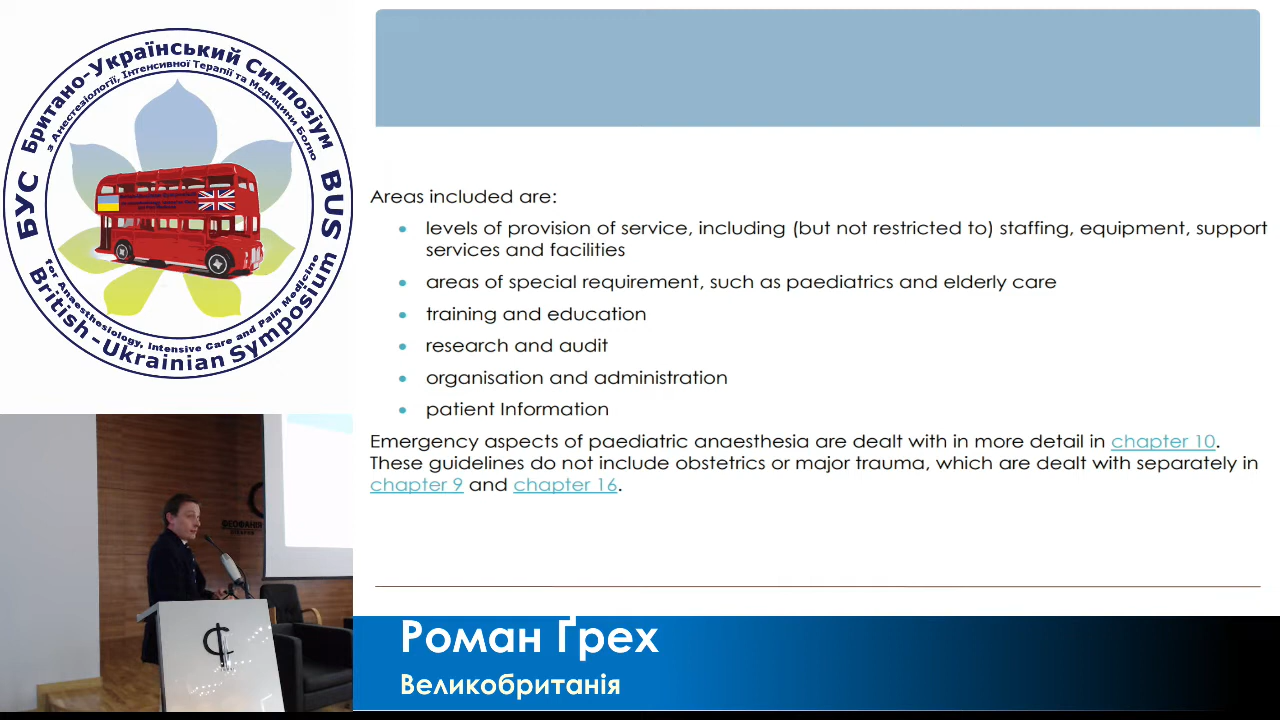 Британо-Український Симпозіум
з Анестезіології, Інтенсивної Терапії та Медицини Болю
БУС
BUS
for Anaesthesiology, Intensive Care and Pain Medicine
British-Ukrainian Symposium
Areas included are:
• levels of provision of service, including (but not restricted to) staffing, equipment, support
services and facilities
• areas of special requirement, such as paediatrics and elderly care
• training and education
• research and audit
• organisation and administration
• patient Information
Emergency aspects of paediatric anaesthesia are dealt with in more detail in chapter 10.
These guidelines do not include obstetrics or major trauma, which are dealt with separately in
chapter 9 and chapter 16.
ФЕОФАНІЯ
Роман Ґрех
Великобританія